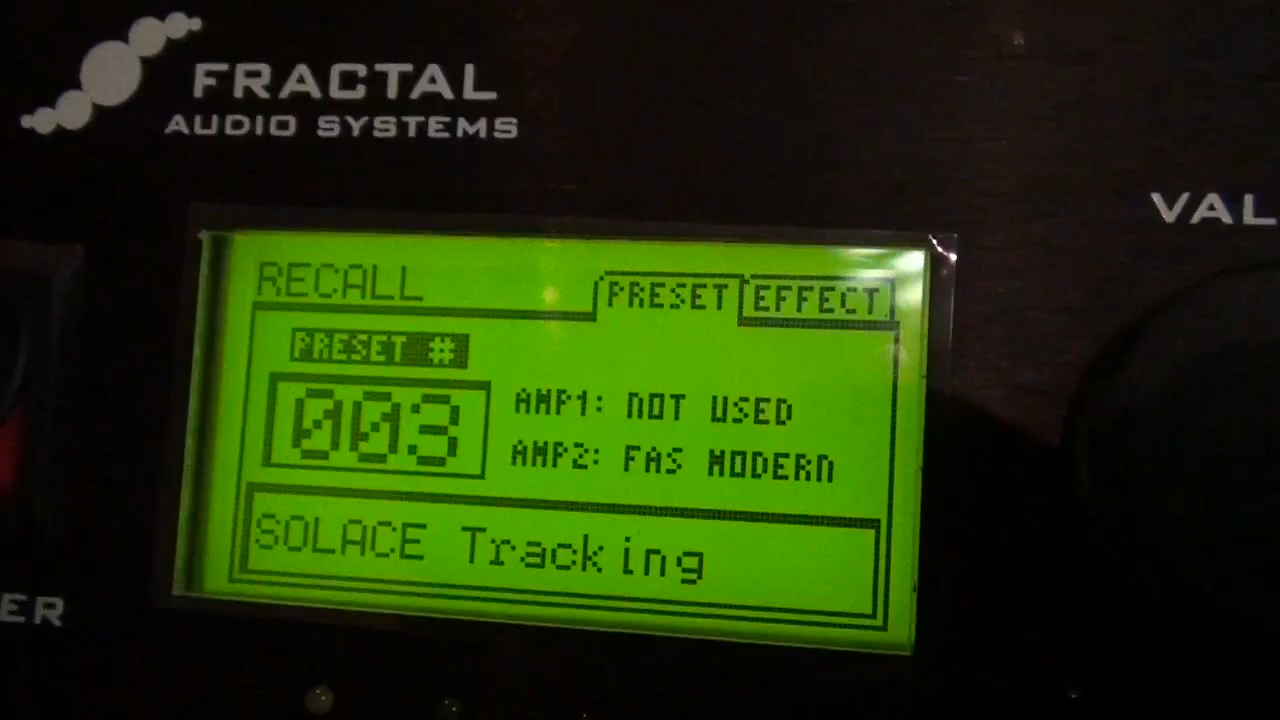 FRACTAL
AUDIO SYSTEMS
VAL
RECALL
PRESET EFFECT
PRESET #
003
AMP1: NOT USED
AMP2: FAS MODERN
SOLACE Tracking
ER